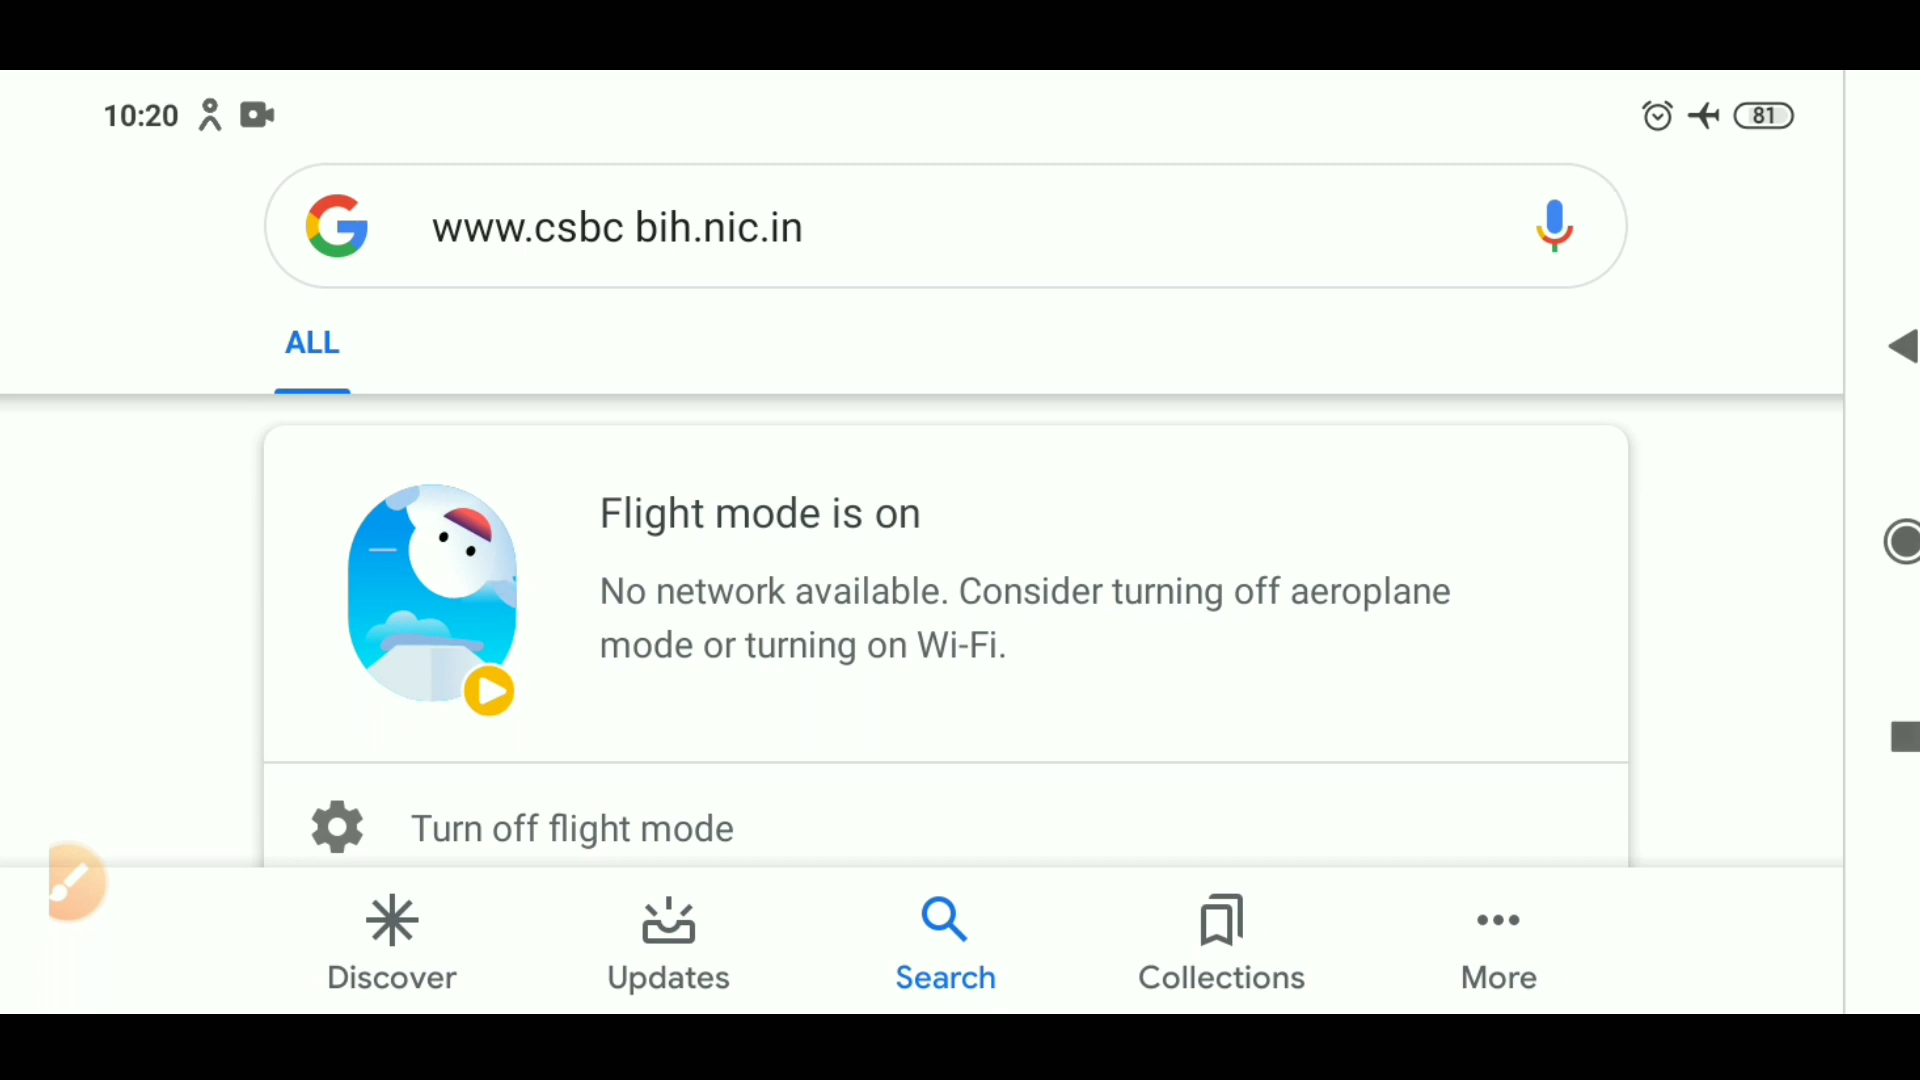 10:20
81
www.csbc bih.nic.in
ALL
Flight mode is on
No network available. Consider turning off aeroplane
mode or turning on Wi-Fi.
Turn off flight mode
Discover
Updates
Search
Collections
More